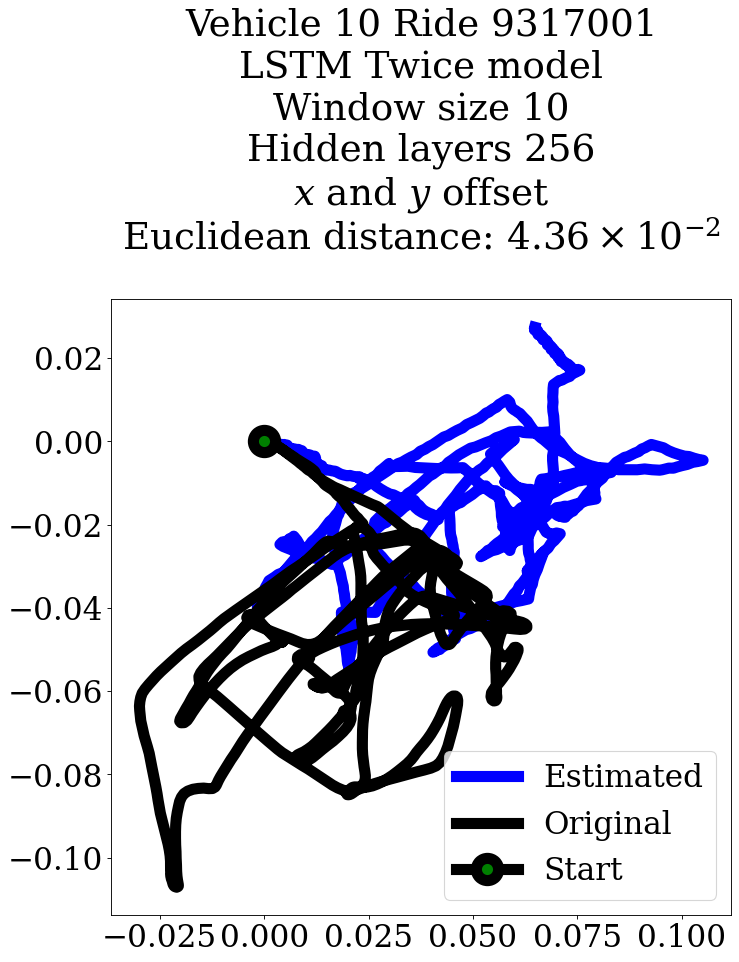 Vehicle 10 Ride 9317001
LSTM Twice model
Window size 10
Hidden layers 256
x and y offset
Euclidean distance: 4.36 × 10⁻²
0.02
0.00
−0.02
−0.04
−0.06
−0.08
−0.10
Estimated
Original
Start
−0.025 0.000 0.025 0.050 0.075 0.100